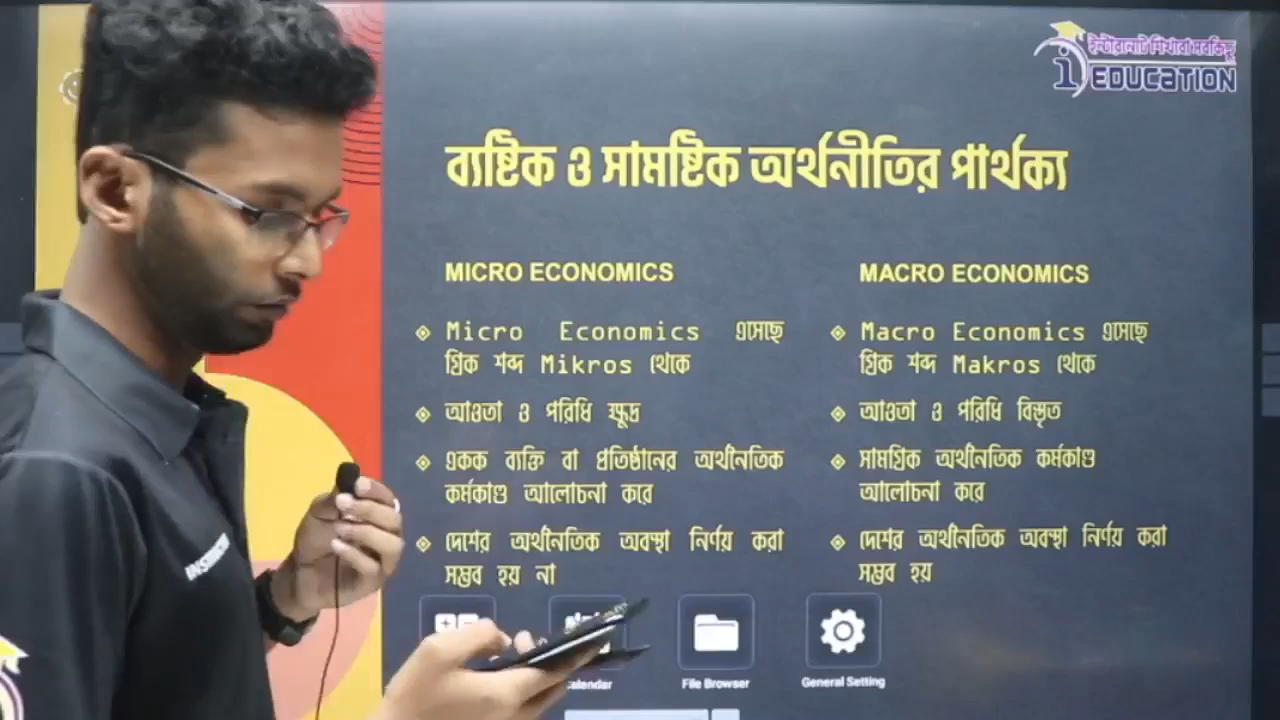 ইন্টারনেট শিখাবো সবকিছু
i EDUCATION
ব্যষ্টিক ও সামষ্টিক অর্থনীতির পার্থক্য
MICRO ECONOMICS
Micro Economics এসেছে
গ্রিক শব্দ Mikros থেকে
আওতা ও পরিধি ক্ষুদ্র
একক ব্যক্তি বা প্রতিষ্ঠানের অর্থনৈতিক
কর্মকাণ্ড আলোচনা করে
দেশের অর্থনৈতিক অবস্থা নির্ণয় করা
সম্ভব হয় না
MACRO ECONOMICS
Macro Economics এসেছে
গ্রিক শব্দ Makros থেকে
আওতা ও পরিধি বিস্তৃত
সামগ্রিক অর্থনৈতিক কর্মকাণ্ড
আলোচনা করে
দেশের অর্থনৈতিক অবস্থা নির্ণয় করা
সম্ভব হয়
File Browser
General Setting